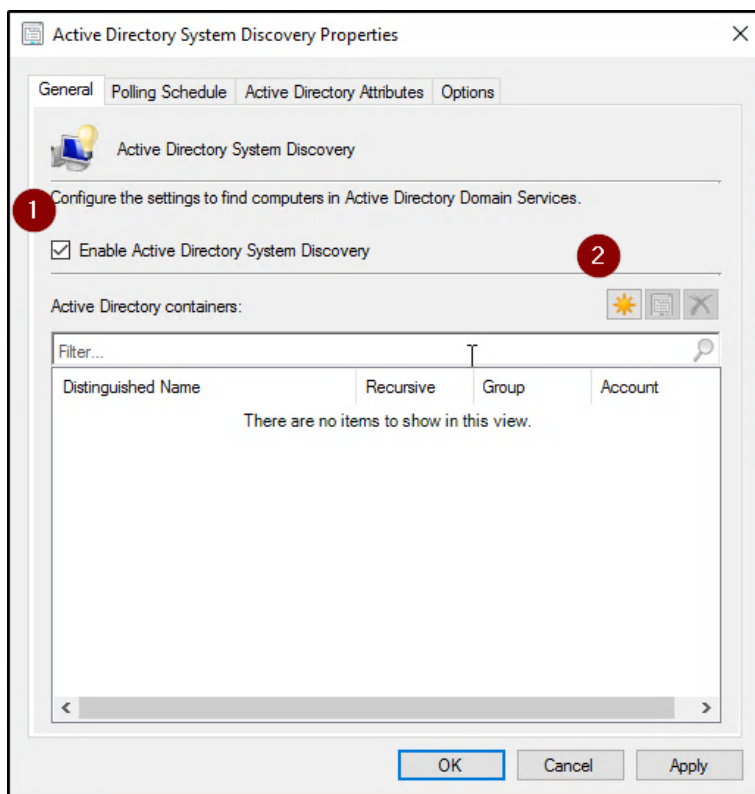 Active Directory System Discovery Properties
General Polling Schedule Active Directory Attributes Options
Active Directory System Discovery
Configure the settings to find computers in Active Directory Domain Services.
1
Enable Active Directory System Discovery
2
Active Directory containers:
Filter...
Distinguished Name Recursive Group Account
There are no items to show in this view.
OK Cancel Apply